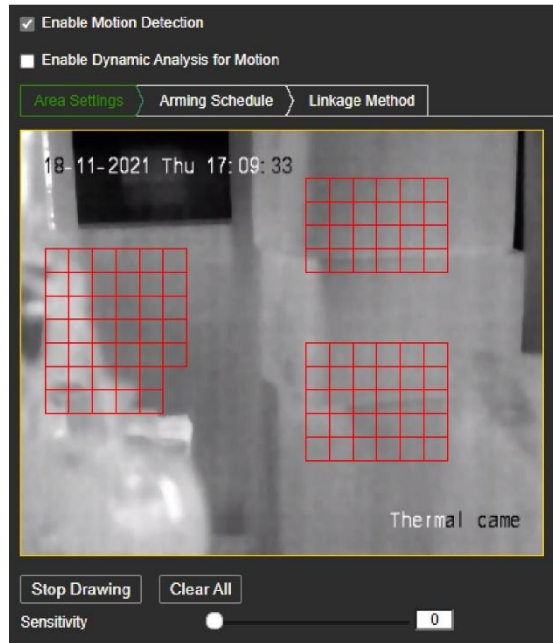 Enable Motion Detection
Enable Dynamic Analysis for Motion
Area Settings Arming Schedule Linkage Method
18-11-2021 Thu 17:09:33
Thermal came
Stop Drawing Clear All
Sensitivity 0